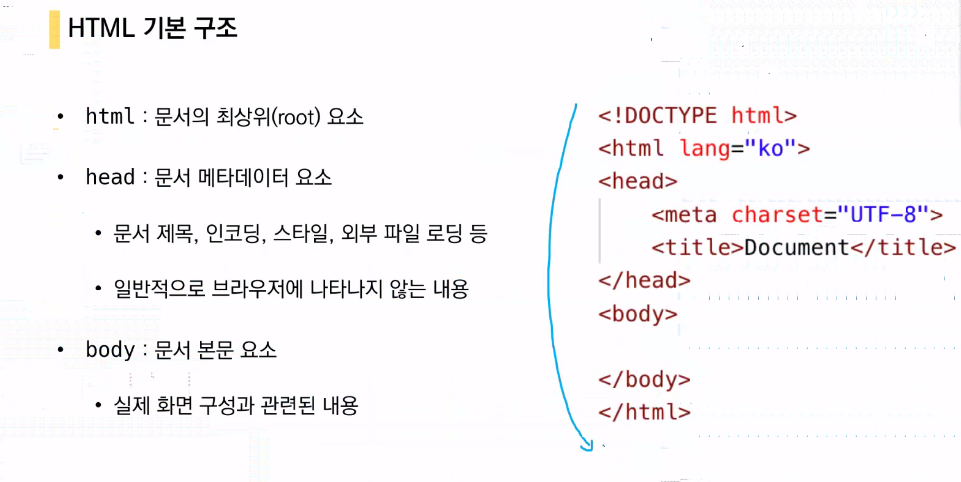 HTML 기본 구조
• html : 문서의 최상위(root) 요소
• head : 문서 메타데이터 요소
• 문서 제목, 인코딩, 스타일, 외부 파일 로딩 등
• 일반적으로 브라우저에 나타나지 않는 내용
• body : 문서 본문 요소
• 실제 화면 구성과 관련된 내용
<!DOCTYPE html>
<html lang="ko">
<head>
    <meta charset="UTF-8">
    <title>Document</title>
</head>
<body>
</body>
</html>